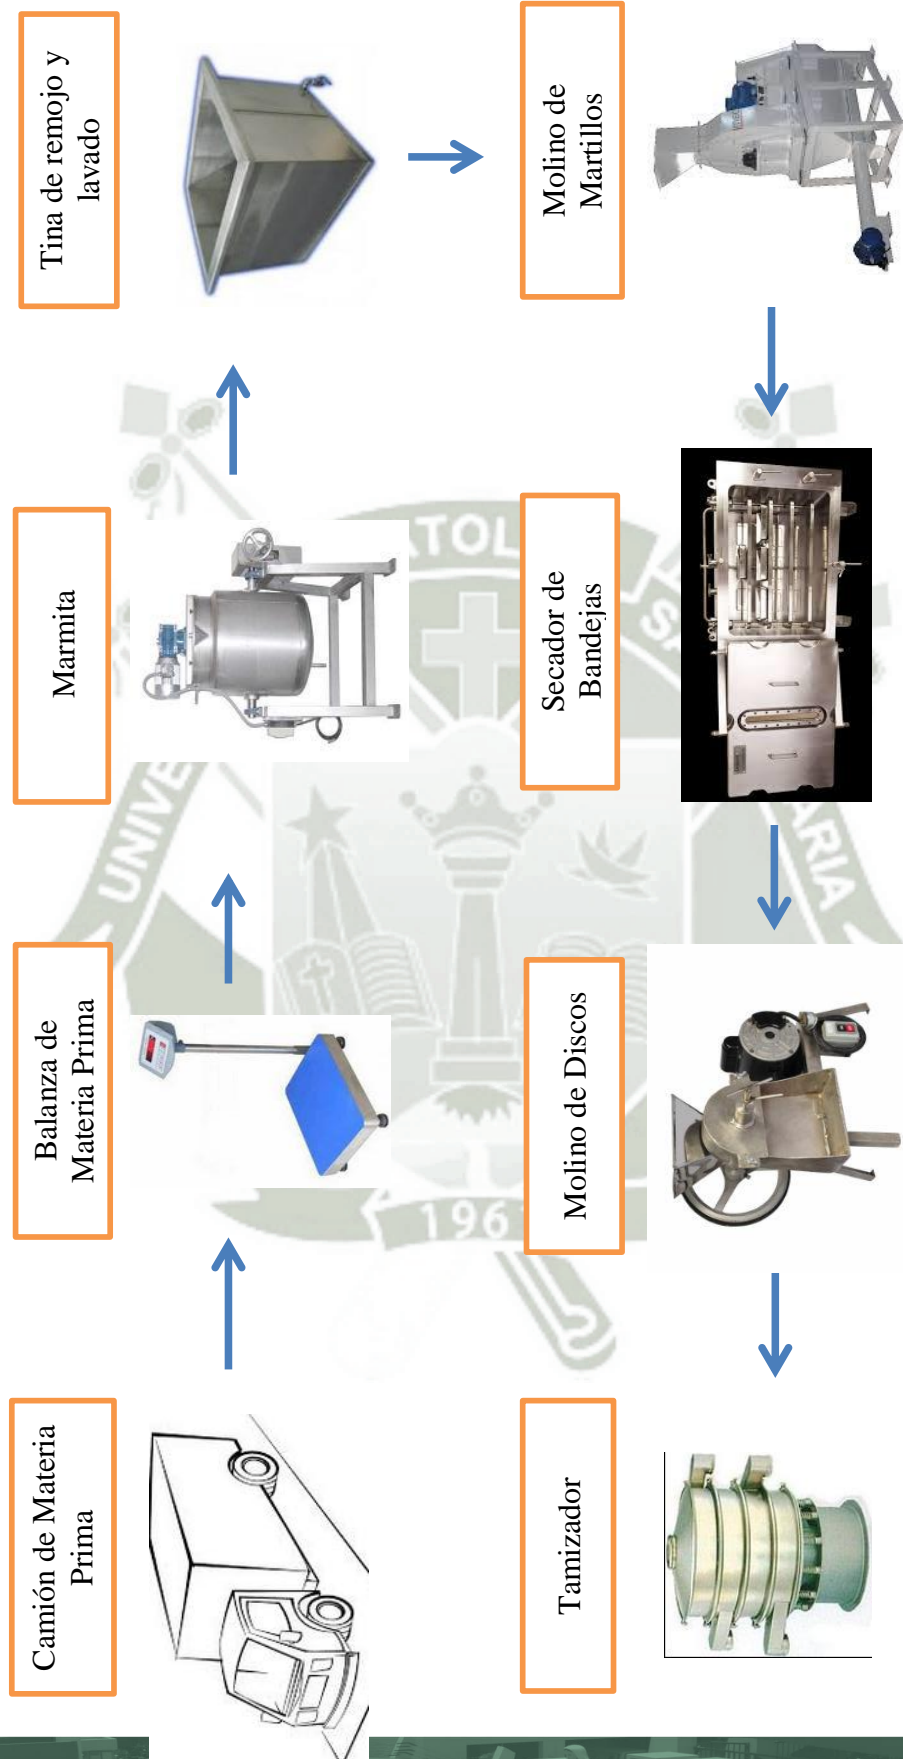 Camión de Materia
Prima
Balanza de
Materia Prima
Marmita
Tina de remojo y
lavado
Molino de
Martillos
Secador de
Bandejas
Molino de Discos
Tamizador